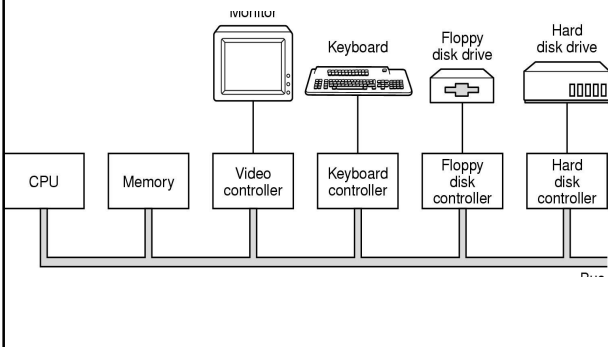 Monitor
Keyboard
Floppy
disk drive
Hard
disk drive
CPU
Memory
Video
controller
Keyboard
controller
Floppy
disk
controller
Hard
disk
controller